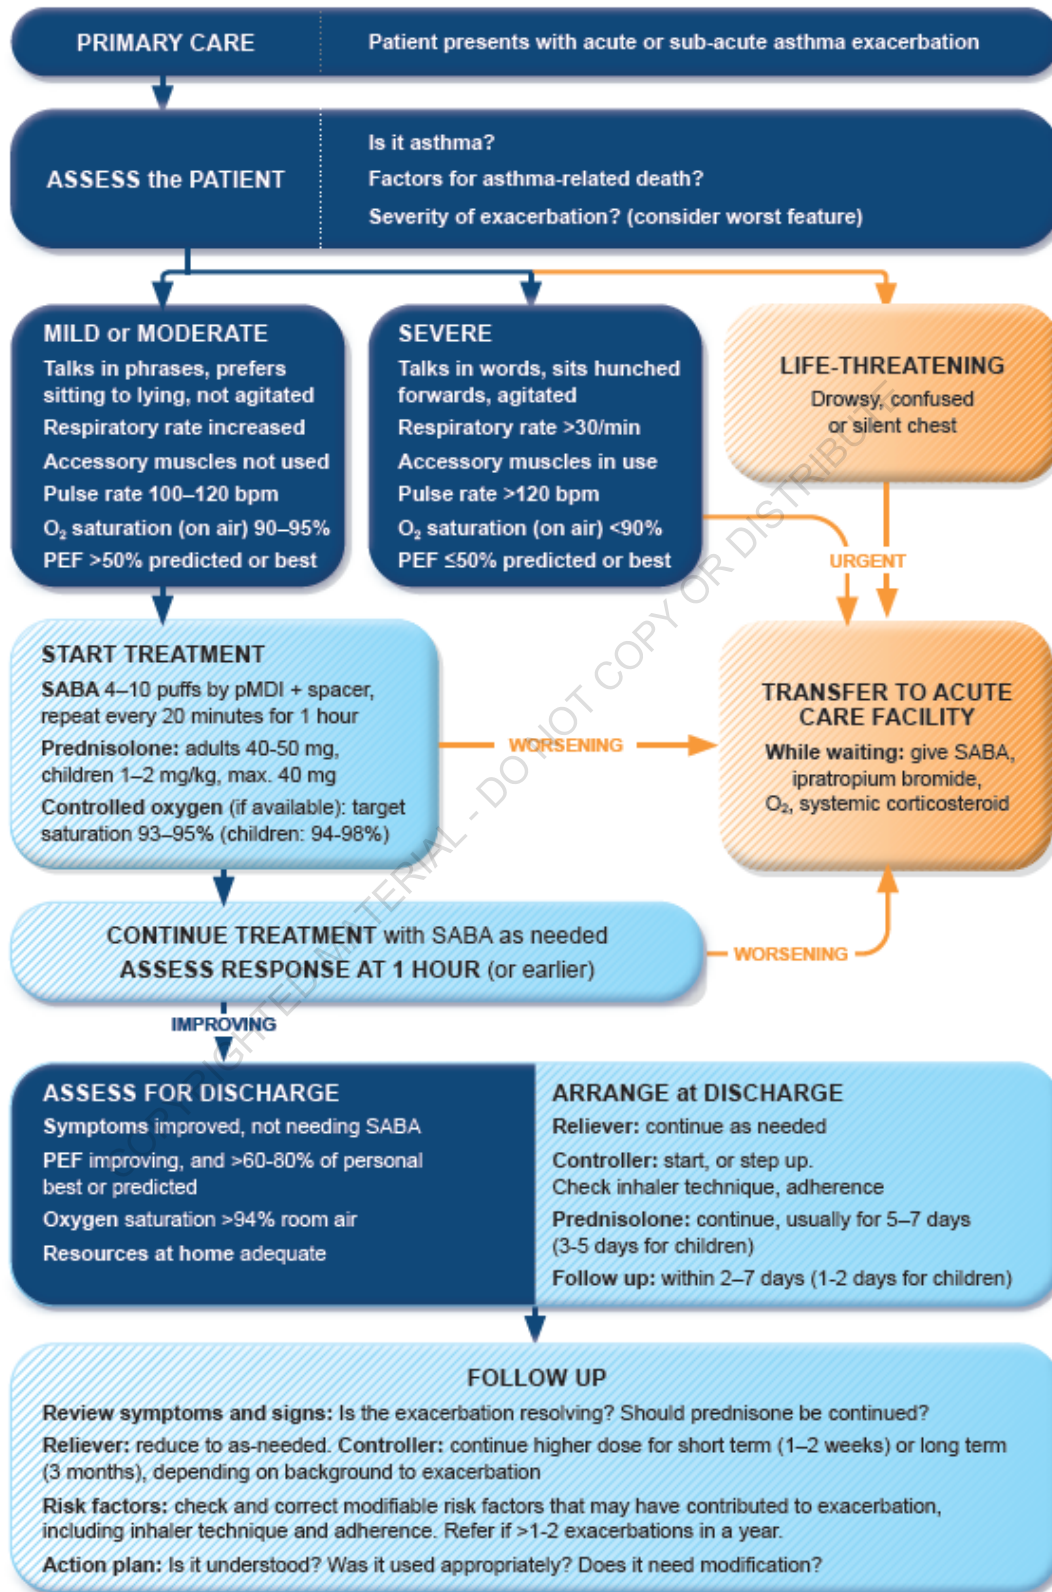 PRIMARY CARE
Patient presents with acute or sub-acute asthma exacerbation
ASSESS the PATIENT
Is it asthma?
Factors for asthma-related death?
Severity of exacerbation? (consider worst feature)
MILD or MODERATE
Talks in phrases, prefers
sitting to lying, not agitated
Respiratory rate increased
Accessory muscles not used
Pulse rate 100–120 bpm
O₂ saturation (on air) 90–95%
PEF >50% predicted or best
SEVERE
Talks in words, sits hunched
forwards, agitated
Respiratory rate >30/min
Accessory muscles in use
Pulse rate >120 bpm
O₂ saturation (on air) <90%
PEF ≤50% predicted or best
LIFE-THREATENING
Drowsy, confused
or silent chest
URGENT
START TREATMENT
SABA 4–10 puffs by pMDI + spacer,
repeat every 20 minutes for 1 hour
Prednisolone: adults 40-50 mg,
children 1–2 mg/kg, max. 40 mg
Controlled oxygen (if available): target
saturation 93–95% (children: 94-98%)
WORSENING
TRANSFER TO ACUTE
CARE FACILITY
While waiting: give SABA,
ipratropium bromide,
O₂, systemic corticosteroid
CONTINUE TREATMENT with SABA as needed
ASSESS RESPONSE AT 1 HOUR (or earlier)
WORSENING
IMPROVING
ASSESS FOR DISCHARGE
Symptoms improved, not needing SABA
PEF improving, and >60-80% of personal
best or predicted
Oxygen saturation >94% room air
Resources at home adequate
ARRANGE at DISCHARGE
Reliever: continue as needed
Controller: start, or step up.
Check inhaler technique, adherence
Prednisolone: continue, usually for 5–7 days
(3-5 days for children)
Follow up: within 2–7 days (1-2 days for children)
FOLLOW UP
Review symptoms and signs: Is the exacerbation resolving? Should prednisone be continued?
Reliever: reduce to as-needed. Controller: continue higher dose for short term (1–2 weeks) or long term
(3 months), depending on background to exacerbation
Risk factors: check and correct modifiable risk factors that may have contributed to exacerbation,
including inhaler technique and adherence. Refer if >1-2 exacerbations in a year.
Action plan: Is it understood? Was it used appropriately? Does it need modification?
COPYRIGHTED MATERIAL - DO NOT COPY OR DISTRIBUTE